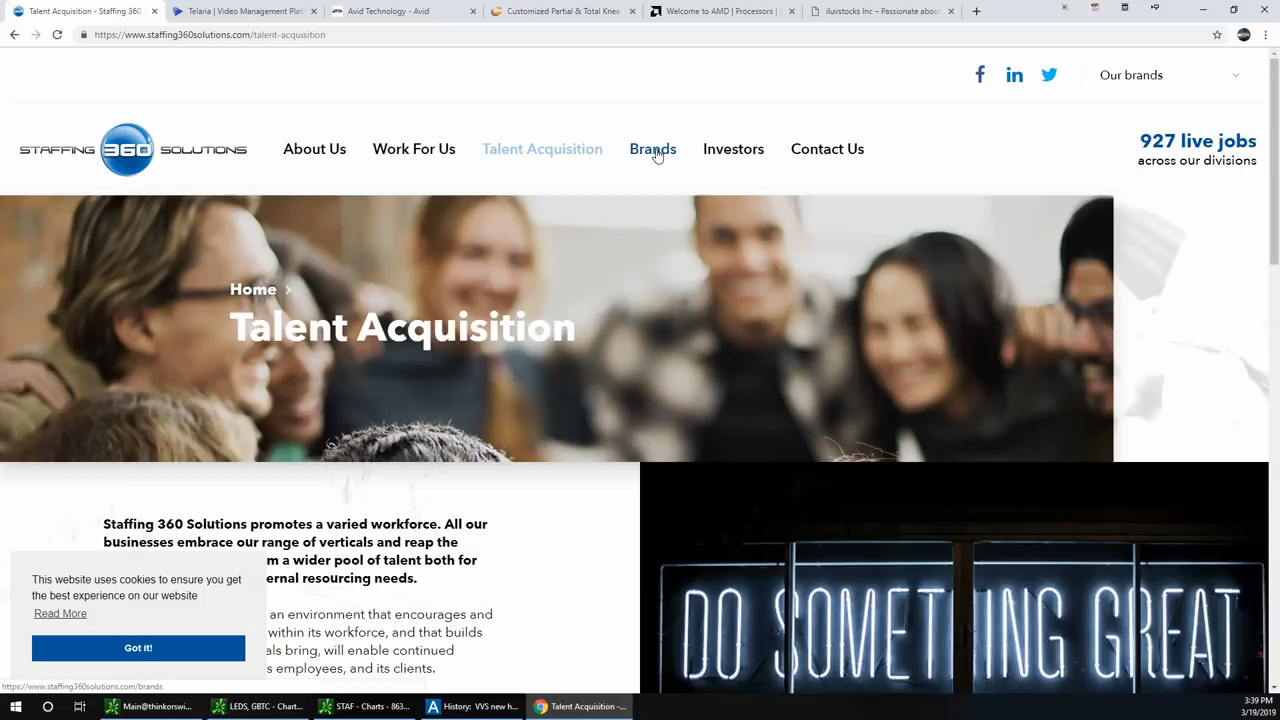 Talent Acquisition - Staffing 360
Telaria | Video Management Plat
Avid Technology - Avid
Customized Partial & Total Knee
Welcome to AMD | Processors |
iluvstocks Inc – Passionate abou
https://www.staffing360solutions.com/talent-acquisition
Our brands
STAFFING 360 SOLUTIONS
About Us
Work For Us
Talent Acquisition
Brands
Investors
Contact Us
927 live jobs
across our divisions
Home >
Talent Acquisition
Staffing 360 Solutions promotes a varied workforce. All our
businesses embrace our range of verticals and reap the
m a wider pool of talent both for
ernal resourcing needs.
an environment that encourages and
within its workforce, and that builds
als bring, will enable continued
s employees, and its clients.
DO SOMETHING GREAT
This website uses cookies to ensure you get
the best experience on our website
Read More
Got it!
https://www.staffing360solutions.com/brands
Main@thinkorswi...
LEDS, GBTC - Chart...
STAF - Charts - 863...
History: VVS new h...
Talent Acquisition -...
3:39 PM
3/19/2019